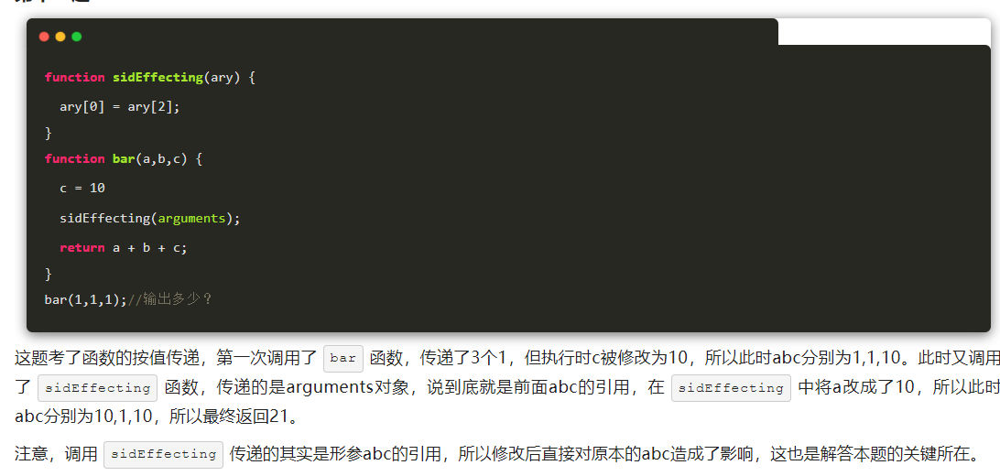 function sidEffecting(ary) {
ary[0] = ary[2];
}
function bar(a,b,c) {
c = 10
sidEffecting(arguments);
return a + b + c;
}
bar(1,1,1);//输出多少？
这题考了函数的按值传递，第一次调用了 bar 函数，传递了3个1，但执行时c被修改为10，所以此时abc分别为1,1,10。此时又调用
了 sidEffecting 函数，传递的是arguments对象，说到底就是前面abc的引用，在 sidEffecting 中将a改成了10，所以此时
abc分别为10,1,10，所以最终返回21。
注意，调用 sidEffecting 传递的其实是形参abc的引用，所以修改后直接对原本的abc造成了影响，这也是解答本题的关键所在。